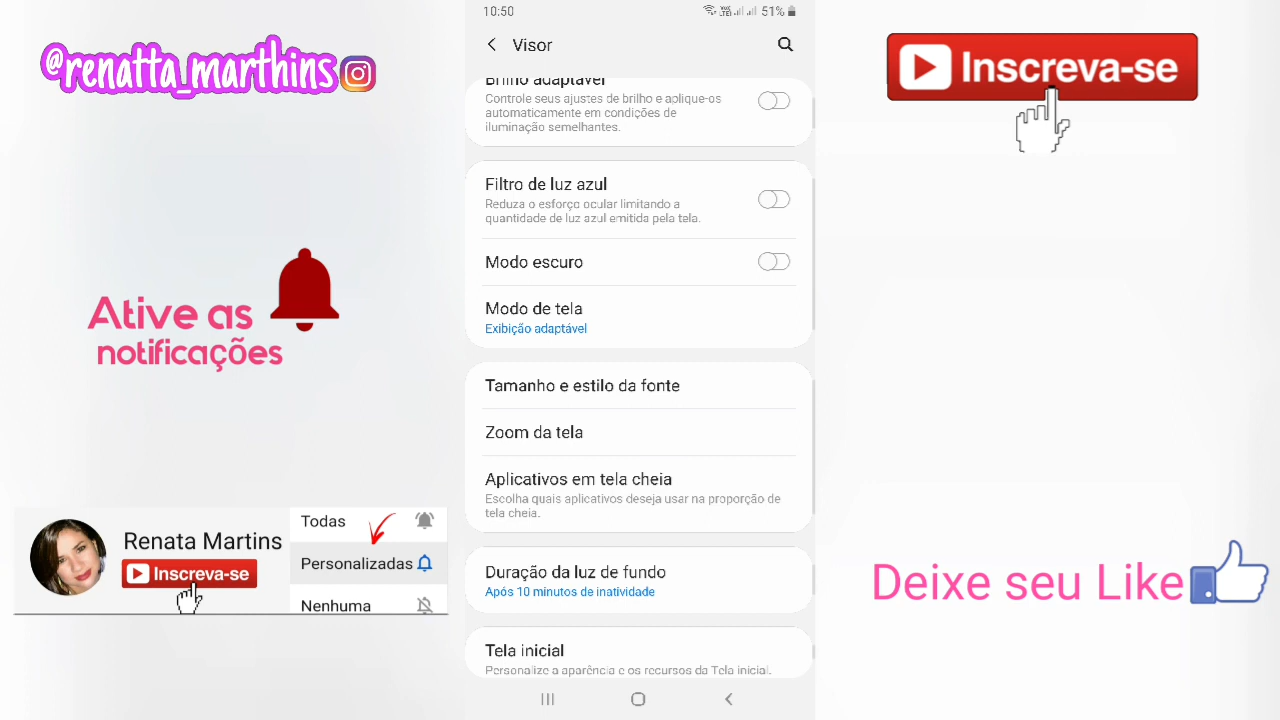 @renatta_marthins
Ative as
notificações
Renata Martins
Inscreva-se
Todas
Personalizadas
Nenhuma
10:50
51%
Visor
Brilho adaptável
Controle seus ajustes de brilho e aplique-os
automaticamente em condições de
iluminação semelhantes.
Filtro de luz azul
Reduza o esforço ocular limitando a
quantidade de luz azul emitida pela tela.
Modo escuro
Modo de tela
Exibição adaptável
Tamanho e estilo da fonte
Zoom da tela
Aplicativos em tela cheia
Escolha quais aplicativos deseja usar na proporção de
tela cheia.
Duração da luz de fundo
Após 10 minutos de inatividade
Tela inicial
Personalize a aparência e os recursos da Tela inicial.
Inscreva-se
Deixe seu Like